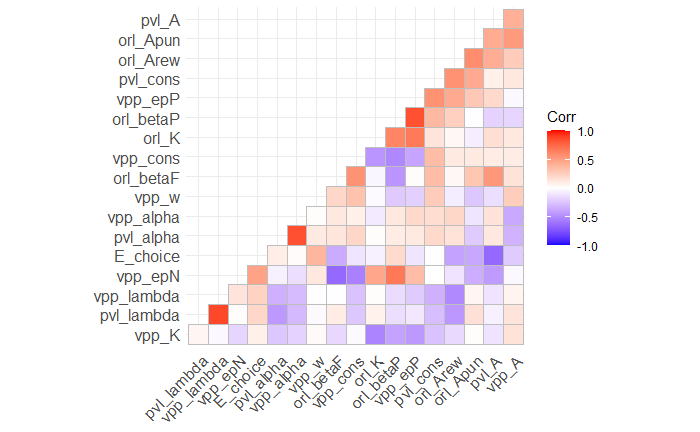 pvl_A
orl_Apun
orl_Arew
pvl_cons
vpp_epP
orl_betaP
orl_K
vpp_cons
orl_betaF
vpp_w
vpp_alpha
pvl_alpha
E_choice
vpp_epN
vpp_lambda
pvl_lambda
vpp_K
pvl_lambda
vpp_lambda
vpp_epN
E_choice
pvl_alpha
vpp_alpha
vpp_w
orl_betaF
vpp_cons
orl_K
orl_betaP
vpp_epP
pvl_cons
orl_Arew
orl_Apun
pvl_A
vpp_A
Corr
1.0
0.5
0.0
-0.5
-1.0